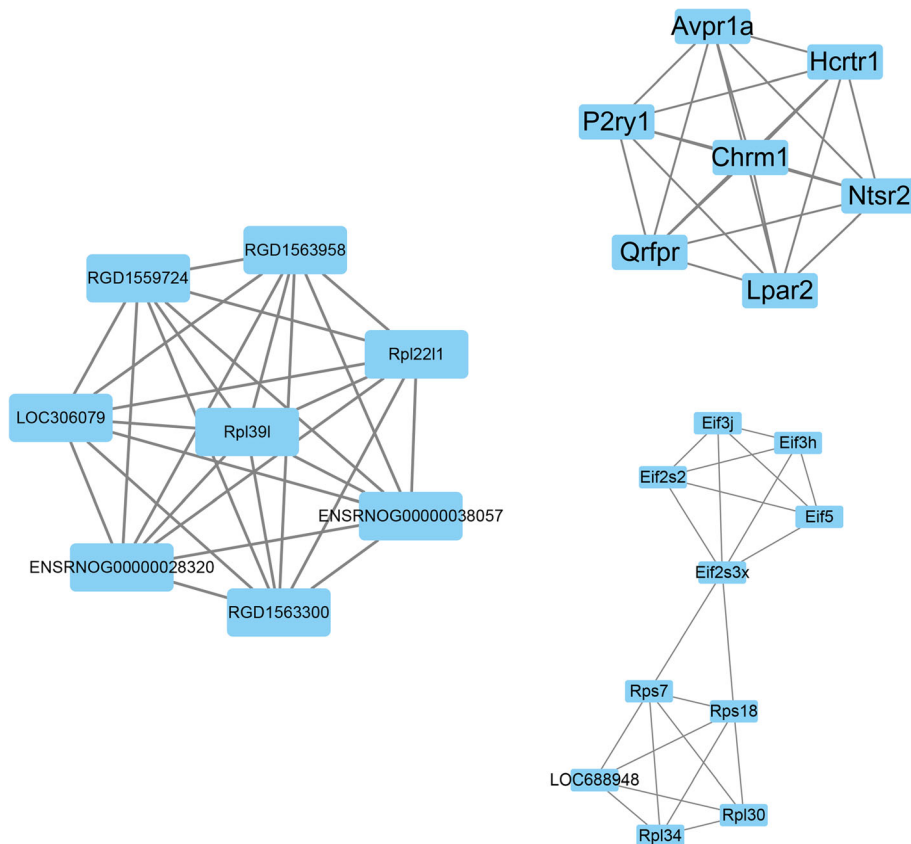 Avpr1a
Hcrtr1
P2ry1
Chrm1
Ntsr2
Qrfpr
Lpar2
RGD1563958
RGD1559724
Rpl22l1
LOC306079
Rpl39l
ENSRNOG00000038057
ENSRNOG00000028320
RGD1563300
Eif3j
Eif3h
Eif2s2
Eif5
Eif2s3x
Rps7
Rps18
LOC688948
Rpl30
Rpl34